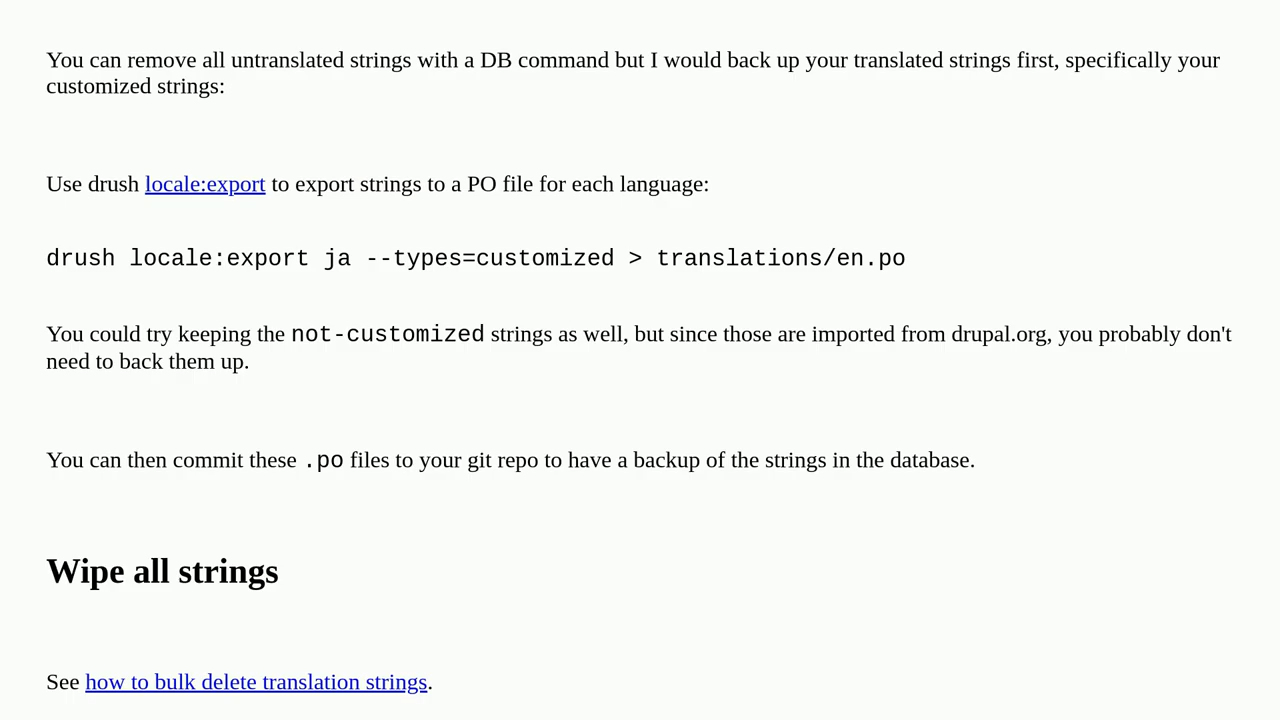 You can remove all untranslated strings with a DB command but I would back up your translated strings first, specifically your
customized strings:
Use drush locale:export to export strings to a PO file for each language:
drush locale:export ja --types=customized > translations/en.po
You could try keeping the not-customized strings as well, but since those are imported from drupal.org, you probably don't
need to back them up.
You can then commit these .po files to your git repo to have a backup of the strings in the database.
Wipe all strings
See how to bulk delete translation strings.